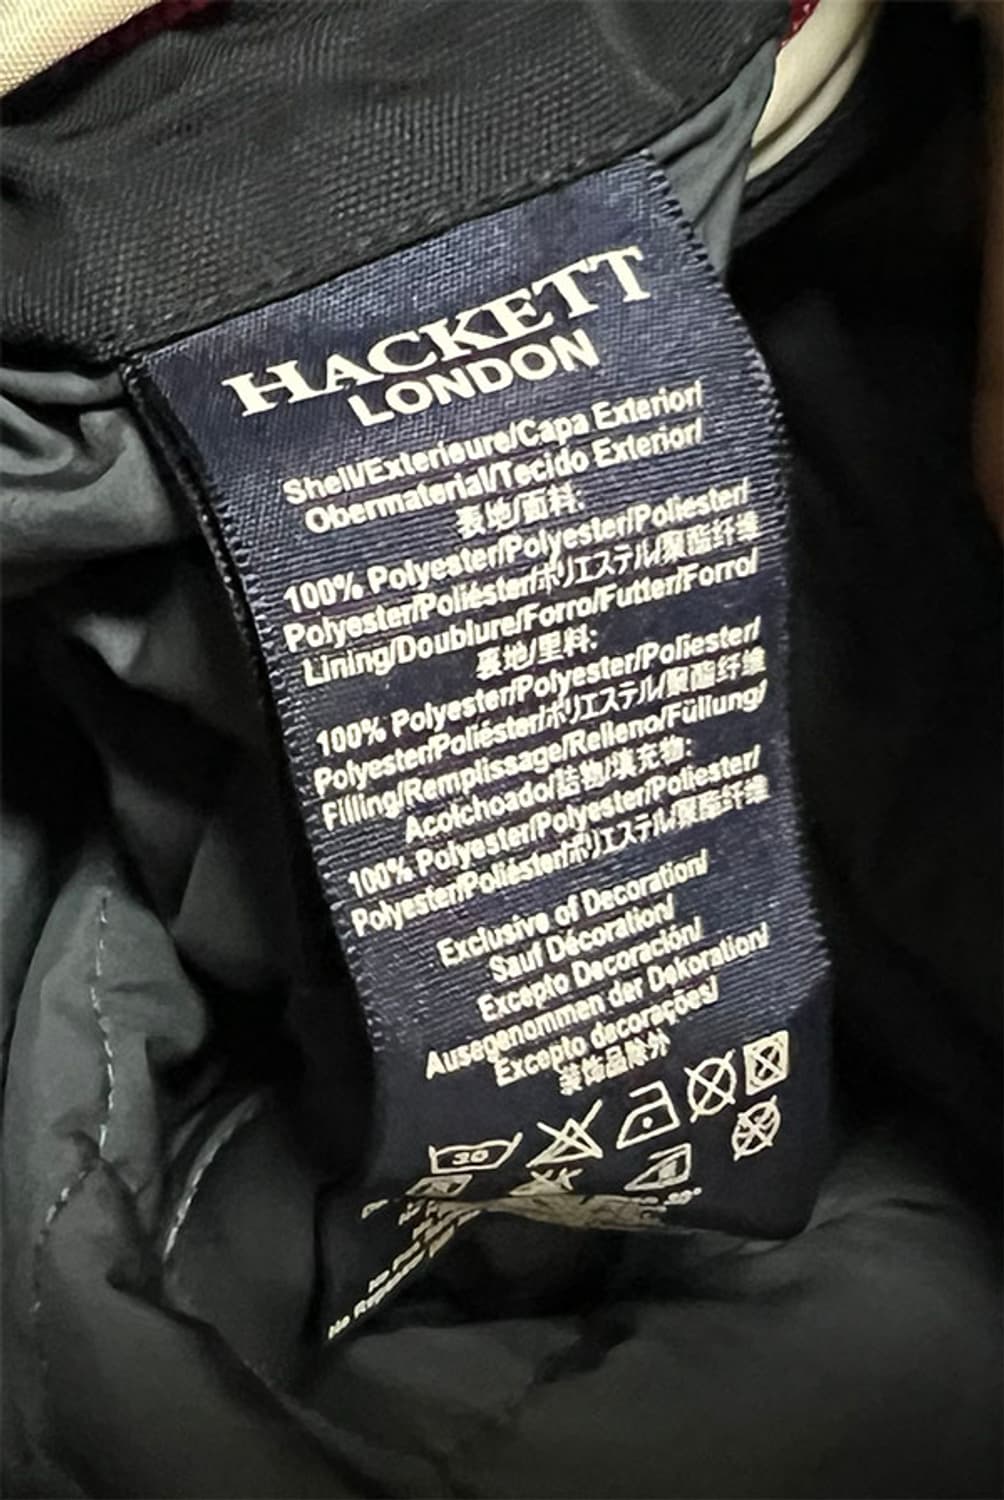 HACKETT
LONDON
Shell/Exterieure/Capa Exterior/
Obermaterial/Tecido Exterior/
表地/面料:
100% Polyester/Polyester/Poliester/
Polyester/Poliéster/ポリエステル/聚酯纤维
Lining/Doublure/Forro/Futter/Forro/
裏地/里料:
100% Polyester/Polyester/Poliester/
Polyester/Poliéster/ポリエステル/聚酯纤维
Filling/Remplissage/Relleno/Füllung/
Acolchoado/詰物/填充物:
100% Polyester/Polyester/Poliester/
Polyester/Poliéster/ポリエステル/聚酯纤维
Exclusive of Decoration/
Sauf Décoration/
Excepto Decoración/
Ausgenommen der Dekoration/
Excepto decorações/
装饰品除外
30